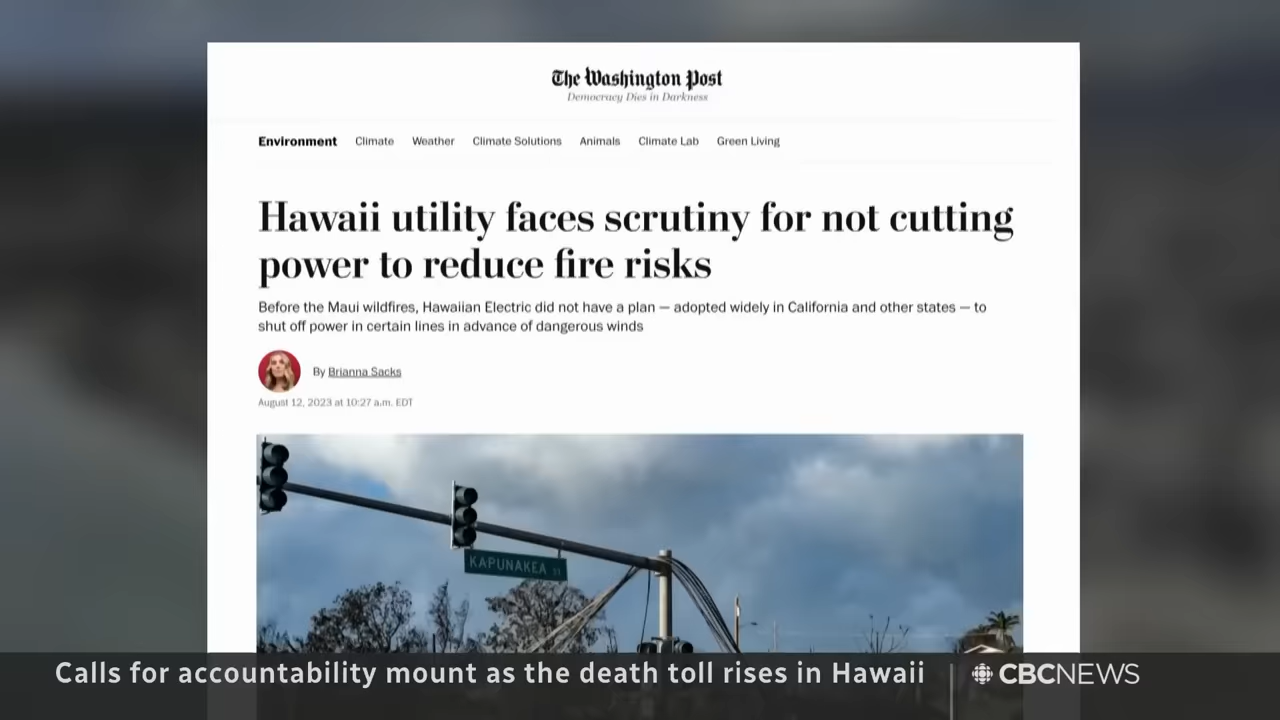 The Washington Post
Democracy Dies in Darkness
Environment Climate Weather Climate Solutions Animals Climate Lab Green Living
Hawaii utility faces scrutiny for not cutting
power to reduce fire risks
Before the Maui wildfires, Hawaiian Electric did not have a plan — adopted widely in California and other states — to
shut off power in certain lines in advance of dangerous winds
By Brianna Sacks
August 12, 2023 at 10:27 a.m. EDT
KAPUNAKEA ST
Calls for accountability mount as the death toll rises in Hawaii
CBCNEWS